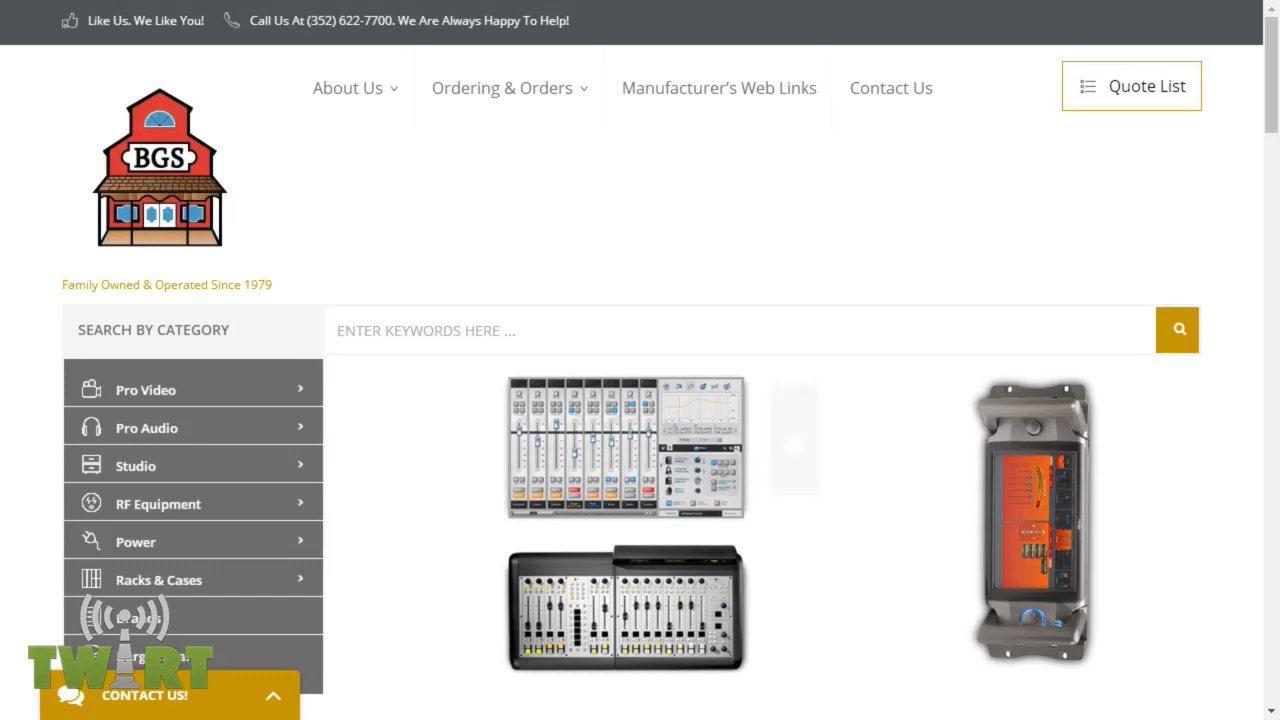 Like Us. We Like You!
Call Us At (352) 622-7700. We Are Always Happy To Help!
About Us
Ordering & Orders
Manufacturer's Web Links
Contact Us
Quote List
BGS
Family Owned & Operated Since 1979
SEARCH BY CATEGORY
ENTER KEYWORDS HERE ...
Pro Video
Pro Audio
Studio
RF Equipment
Power
Racks & Cases
Brands
TWiRT
CONTACT US!